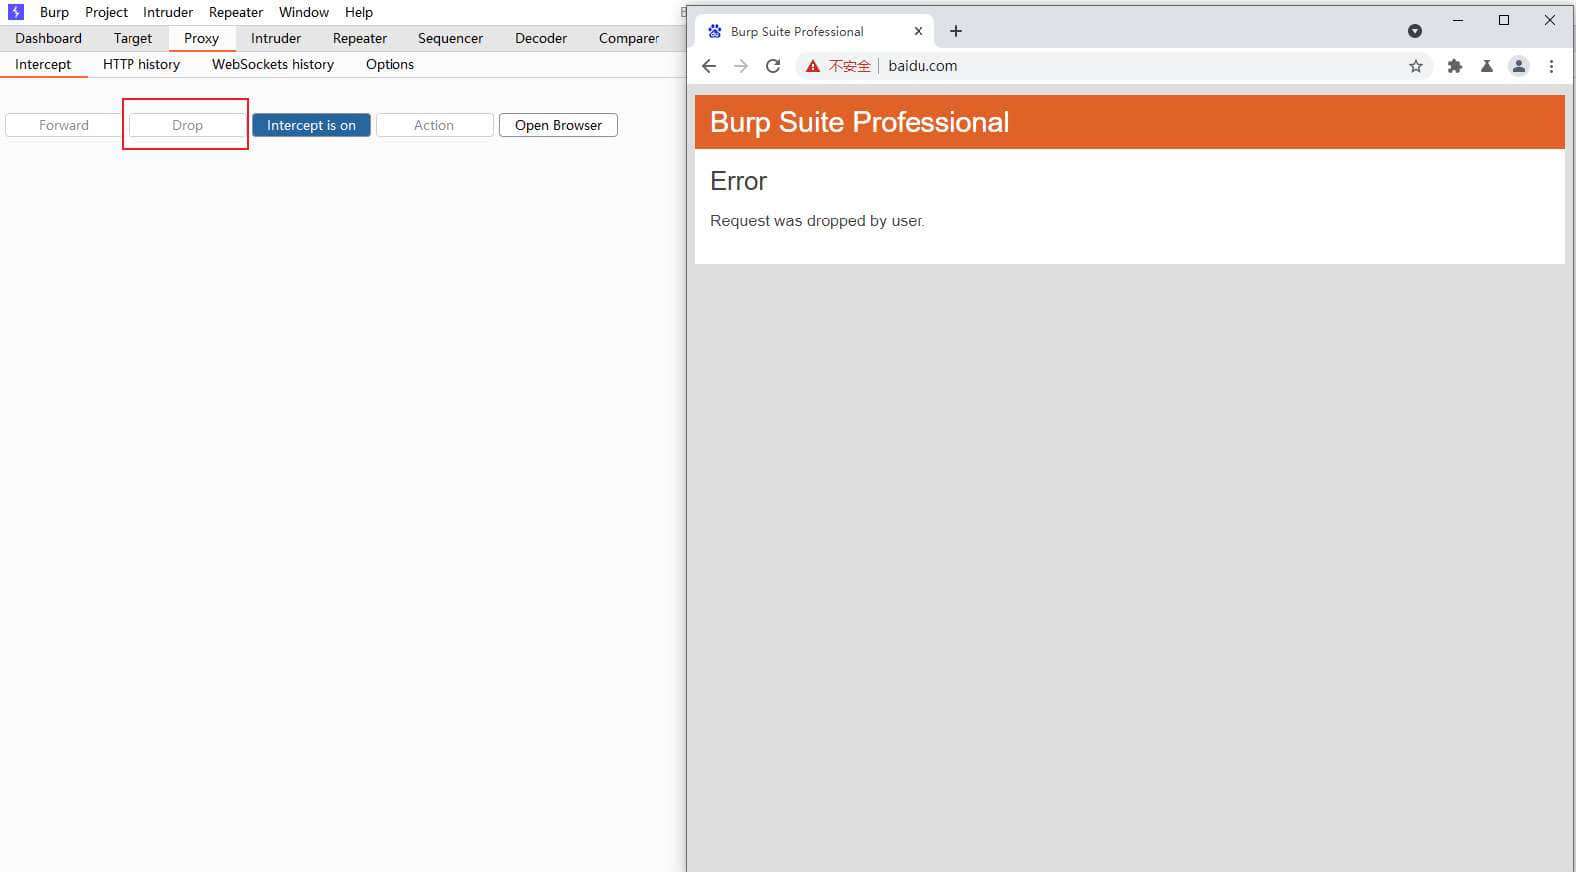 Burp Project Intruder Repeater Window Help
Dashboard Target Proxy Intruder Repeater Sequencer Decoder Comparer
Intercept HTTP history WebSockets history Options
Forward Drop Intercept is on Action Open Browser
Burp Suite Professional
不安全 baidu.com
Burp Suite Professional
Error
Request was dropped by user.